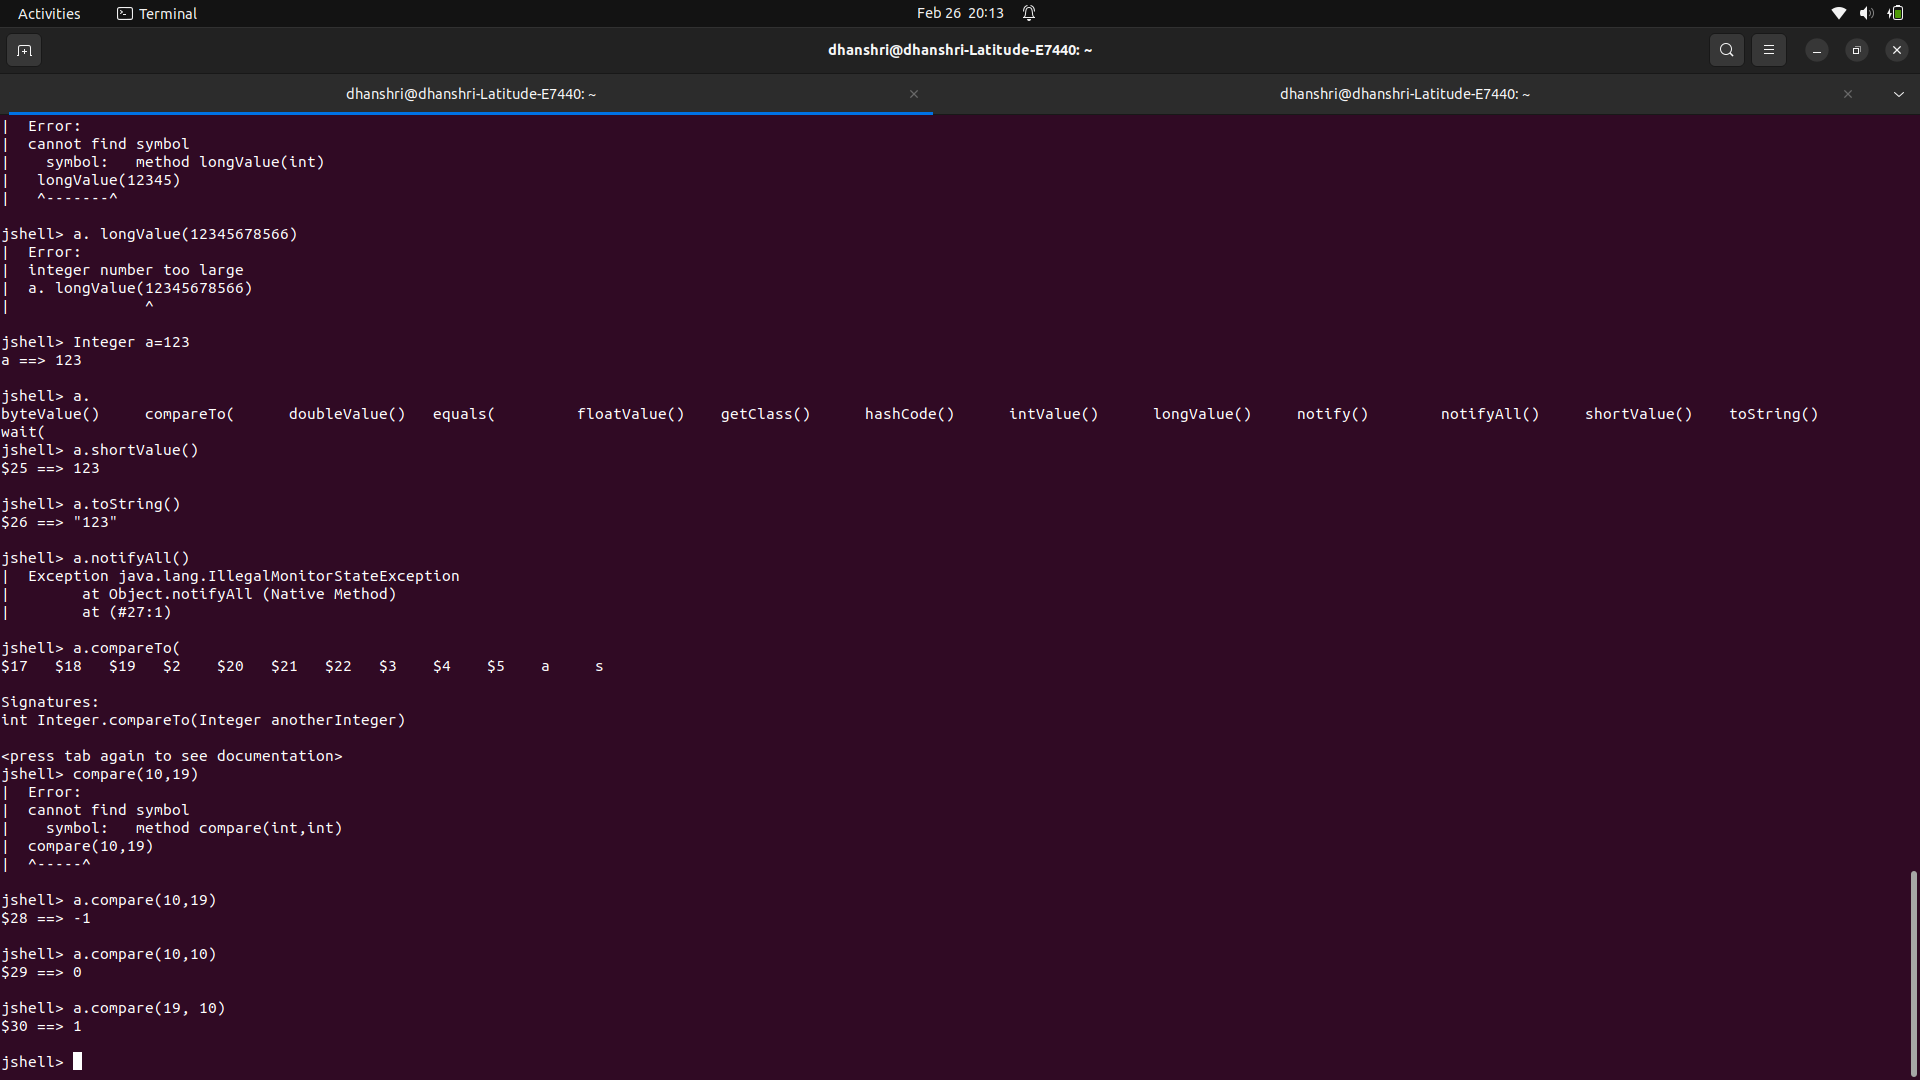 Activities Terminal Feb 26 20:13
dhanshri@dhanshri-Latitude-E7440: ~
dhanshri@dhanshri-Latitude-E7440: ~ × dhanshri@dhanshri-Latitude-E7440: ~ ×
|  Error:
|  cannot find symbol
|    symbol:   method longValue(int)
|   longValue(12345)
|   ^-------^
jshell> a. longValue(12345678566)
|  Error:
|  integer number too large
|  a. longValue(12345678566)
|               ^
jshell> Integer a=123
a ==> 123
jshell> a.
byteValue()     compareTo(      doubleValue()   equals(         floatValue()    getClass()      hashCode()      intValue()      longValue()     notify()        notifyAll()     shortValue()    toString()
wait(
jshell> a.shortValue()
$25 ==> 123
jshell> a.toString()
$26 ==> "123"
jshell> a.notifyAll()
|  Exception java.lang.IllegalMonitorStateException
|        at Object.notifyAll (Native Method)
|        at (#27:1)
jshell> a.compareTo(
$17   $18   $19   $2    $20   $21   $22   $3    $4    $5    a     s
Signatures:
int Integer.compareTo(Integer anotherInteger)
<press tab again to see documentation>
jshell> compare(10,19)
|  Error:
|  cannot find symbol
|    symbol:   method compare(int,int)
|  compare(10,19)
|  ^-----^
jshell> a.compare(10,19)
$28 ==> -1
jshell> a.compare(10,10)
$29 ==> 0
jshell> a.compare(19, 10)
$30 ==> 1
jshell>